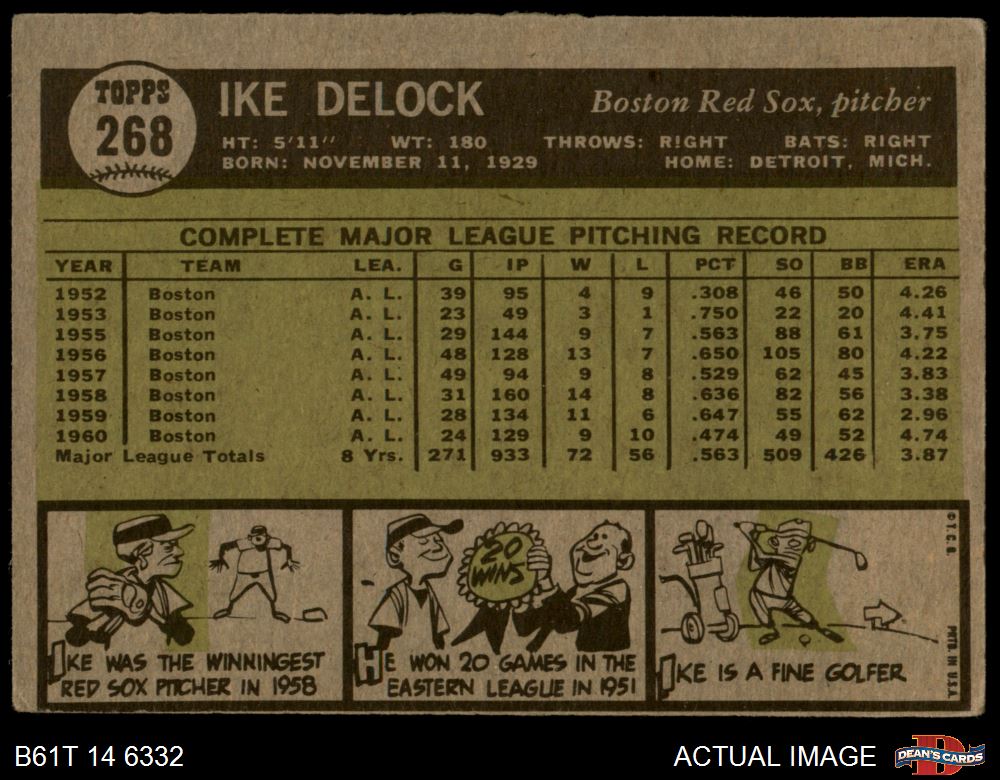 TOPPS
268
IKE DELOCK
Boston Red Sox, pitcher
HT: 5'11" WT: 180 THROWS: RIGHT BATS: RIGHT
BORN: NOVEMBER 11, 1929 HOME: DETROIT, MICH.
COMPLETE MAJOR LEAGUE PITCHING RECORD
YEAR TEAM LEA. G IP W L PCT SO BB ERA
1952 Boston A. L. 39 95 4 9 .308 46 50 4.26
1953 Boston A. L. 23 49 3 1 .750 22 20 4.41
1955 Boston A. L. 29 144 9 7 .563 88 61 3.75
1956 Boston A. L. 48 128 13 7 .650 105 80 4.22
1957 Boston A. L. 49 94 9 8 .529 62 45 3.83
1958 Boston A. L. 31 160 14 8 .636 82 56 3.38
1959 Boston A. L. 28 134 11 6 .647 55 62 2.96
1960 Boston A. L. 24 129 9 10 .474 49 52 4.74
Major League Totals 8 Yrs. 271 933 72 56 .563 509 426 3.87
IKE WAS THE WINNINGEST
RED SOX PITCHER IN 1958
20
WINS
HE WON 20 GAMES IN THE
EASTERN LEAGUE IN 1951
IKE IS A FINE GOLFER.
© T. C. G. PRTD. IN U.S.A.
B61T 14 6332
ACTUAL IMAGE
DEAN'S CARDS